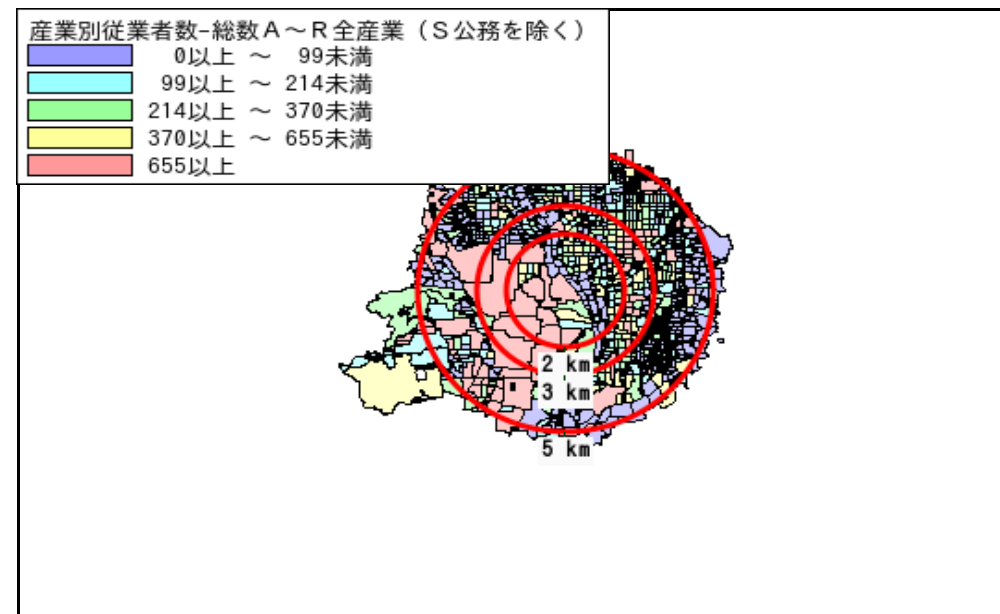 産業別従業者数−総数Ａ～Ｒ全産業（Ｓ公務を除く）
0以上 ～ 99未満
99以上 ～ 214未満
214以上 ～ 370未満
370以上 ～ 655未満
655以上
2 km
3 km
5 km